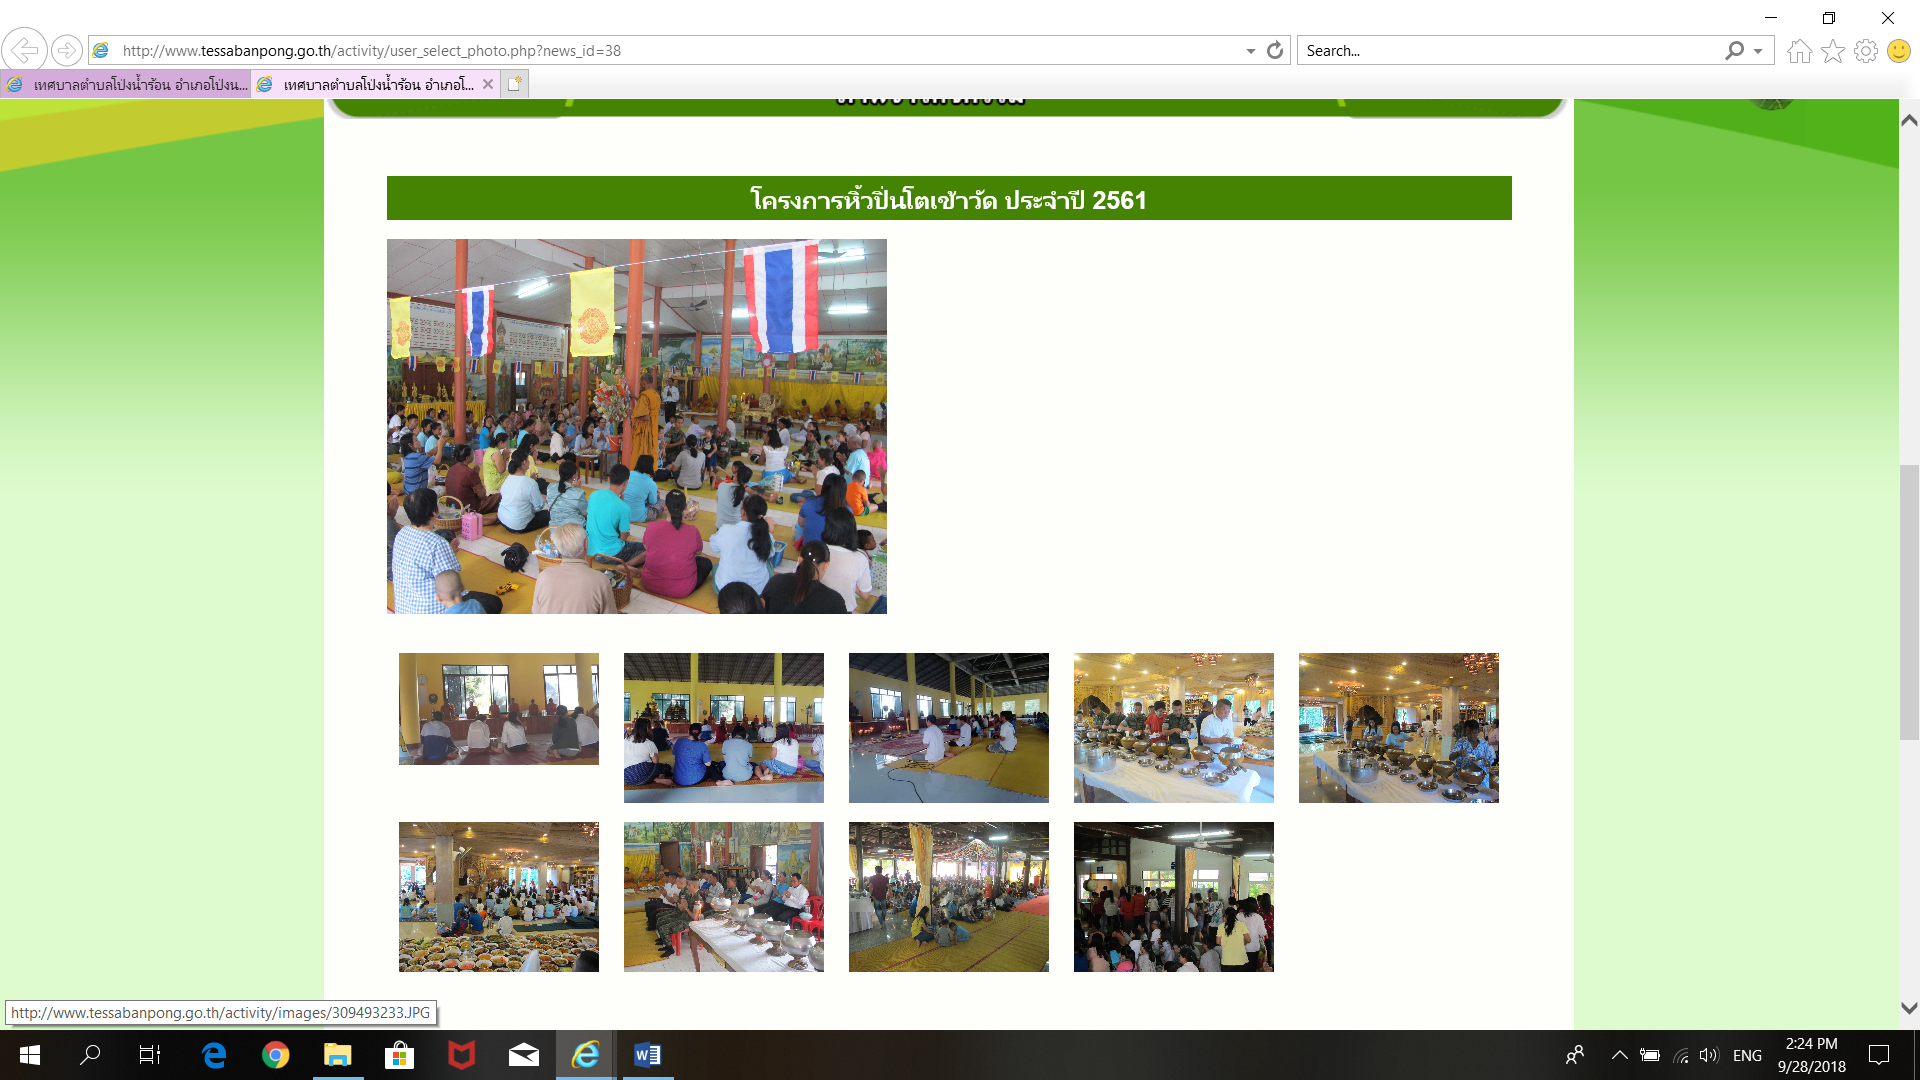 http://www.tessabanpong.go.th/activity/user_select_photo.php?news_id=38
Search...
เทศบาลตำบลโป่งน้ำร้อน อำเภอโป่งน...
เทศบาลตำบลโป่งน้ำร้อน อำเภอโ...
โครงการหิ้วปิ่นโตเข้าวัด ประจำปี 2561
http://www.tessabanpong.go.th/activity/images/309493233.JPG
ENG
2:24 PM
9/28/2018